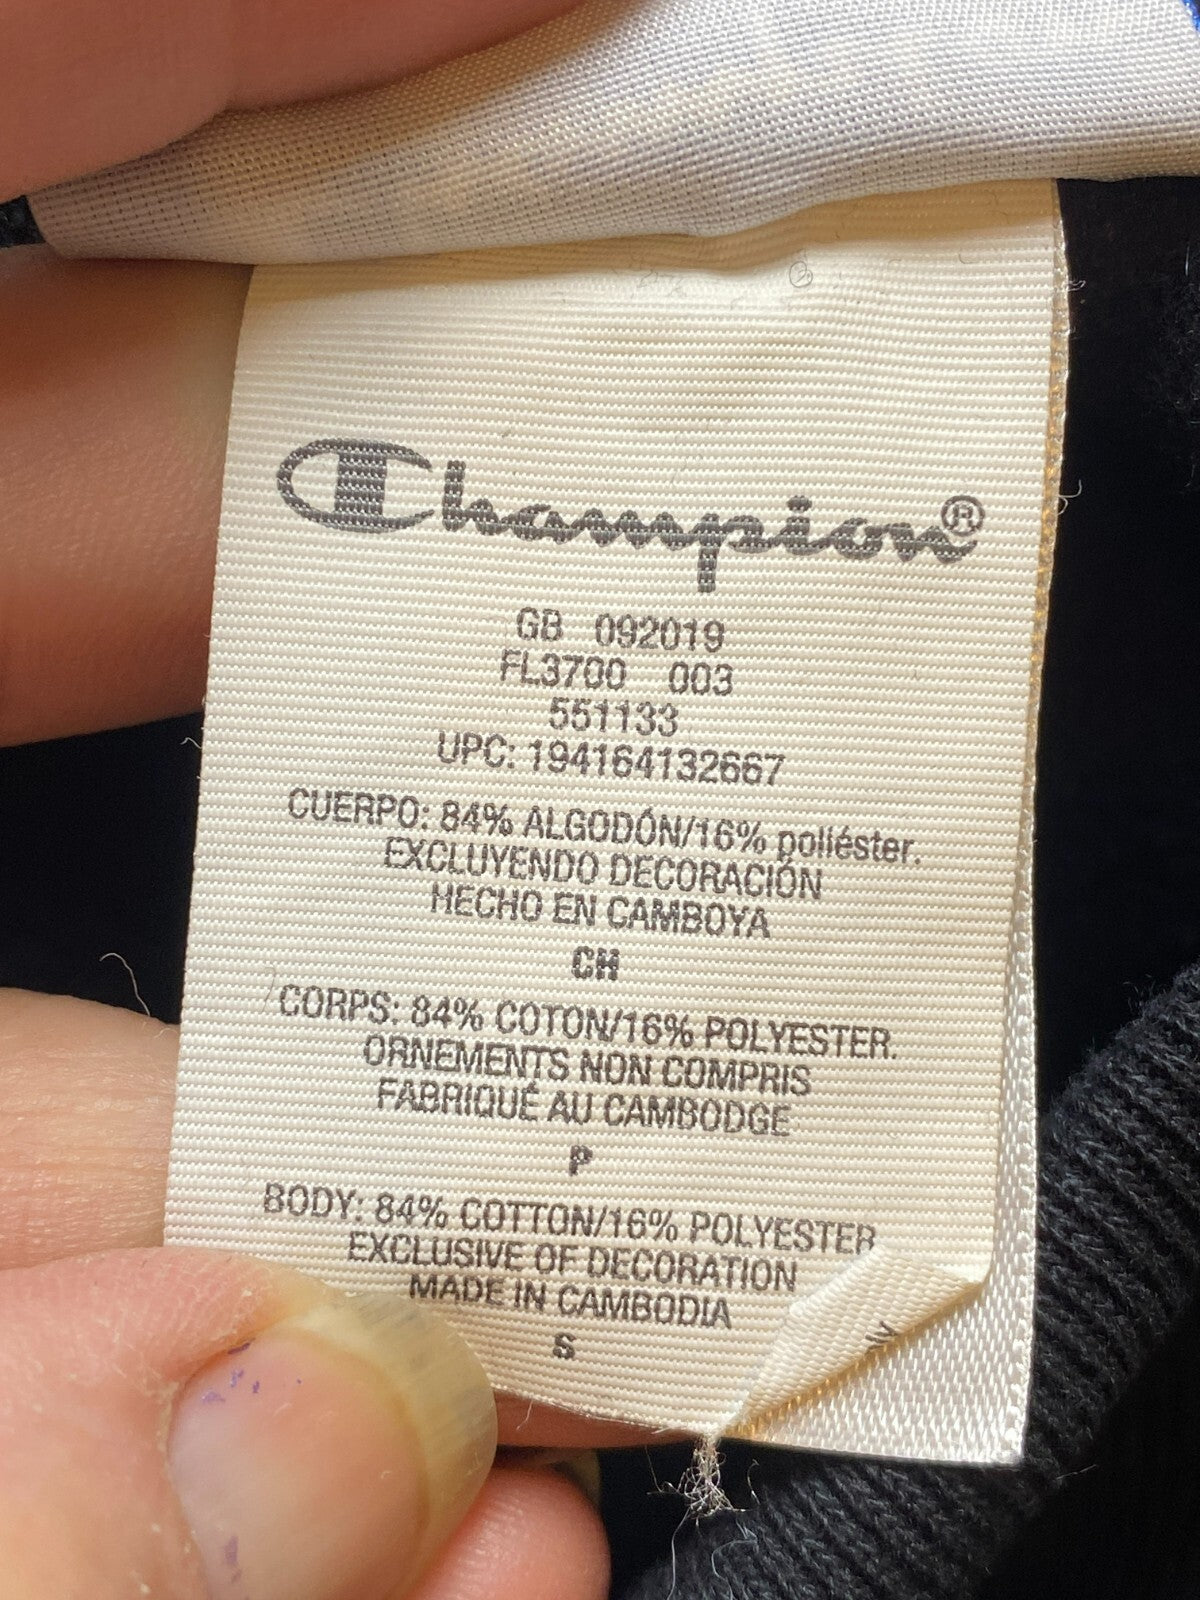 Champion®
GB 092019
FL3700 003
551133
UPC: 194164132667
CUERPO: 84% ALGODÓN/16% poliéster.
EXCLUYENDO DECORACIÓN
HECHO EN CAMBOYA
CH
CORPS: 84% COTON/16% POLYESTER.
ORNEMENTS NON COMPRIS
FABRIQUÉ AU CAMBODGE
P
BODY: 84% COTTON/16% POLYESTER
EXCLUSIVE OF DECORATION
MADE IN CAMBODIA
S